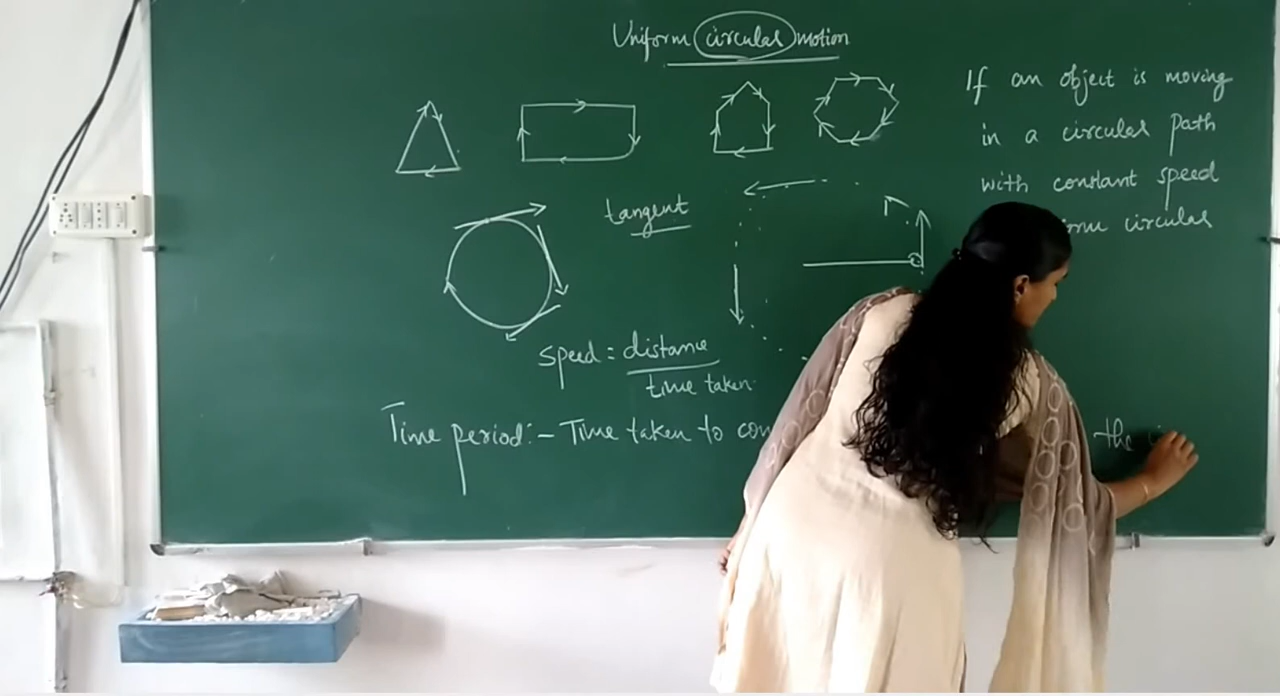 Uniform circular motion
If an object is moving
in a circular path
with constant speed
circular
tangent
speed = distance
time taken
Time period :- Time taken to the